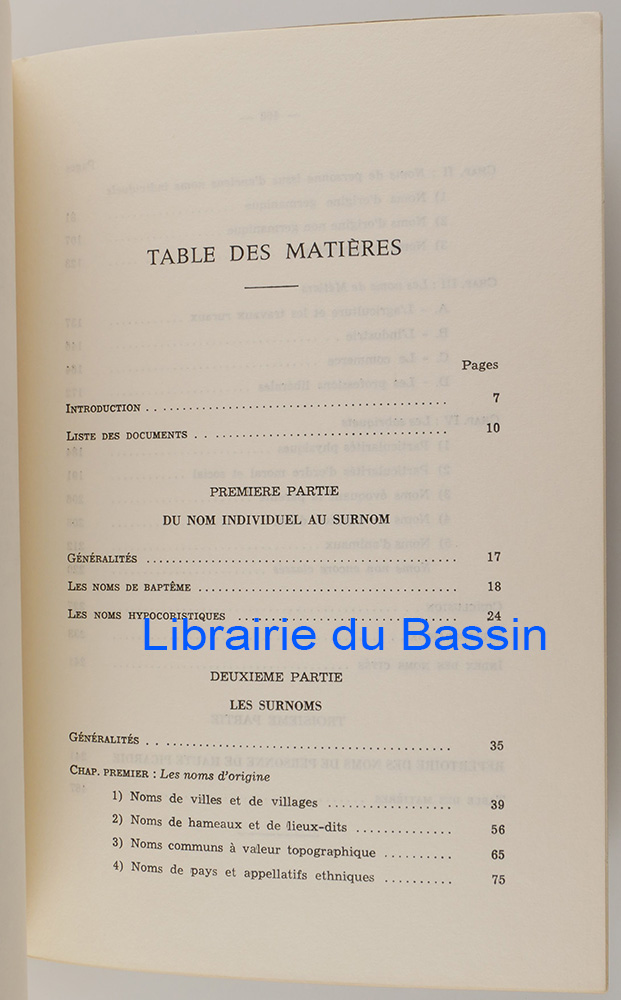 TABLE DES MATIÈRES
Pages
INTRODUCTION . . . . . . . . . . . . . . . . . . . . . . . . . . . . . . . . . . . . 7
LISTE DES DOCUMENTS . . . . . . . . . . . . . . . . . . . . . . . . . . . . . . 10
PREMIERE PARTIE
DU NOM INDIVIDUEL AU SURNOM
GÉNÉRALITÉS . . . . . . . . . . . . . . . . . . . . . . . . . . . . . . . . . . . . 17
LES NOMS DE BAPTÊME . . . . . . . . . . . . . . . . . . . . . . . . . . . . . . 18
LES NOMS HYPOCORISTIQUES . . . . . . . . . . . . . . . . . . . . . . . . . 24
Librairie du Bassin
DEUXIEME PARTIE
LES SURNOMS
GÉNÉRALITÉS . . . . . . . . . . . . . . . . . . . . . . . . . . . . . . . . . . . . 35
CHAP. PREMIER : Les noms d'origine
1) Noms de villes et de villages . . . . . . . . . . . . . . . . . . 39
2) Noms de hameaux et de lieux-dits . . . . . . . . . . . . . . 56
3) Noms communs à valeur topographique . . . . . . . . . . 65
4) Noms de pays et appellatifs ethniques . . . . . . . . . . 75